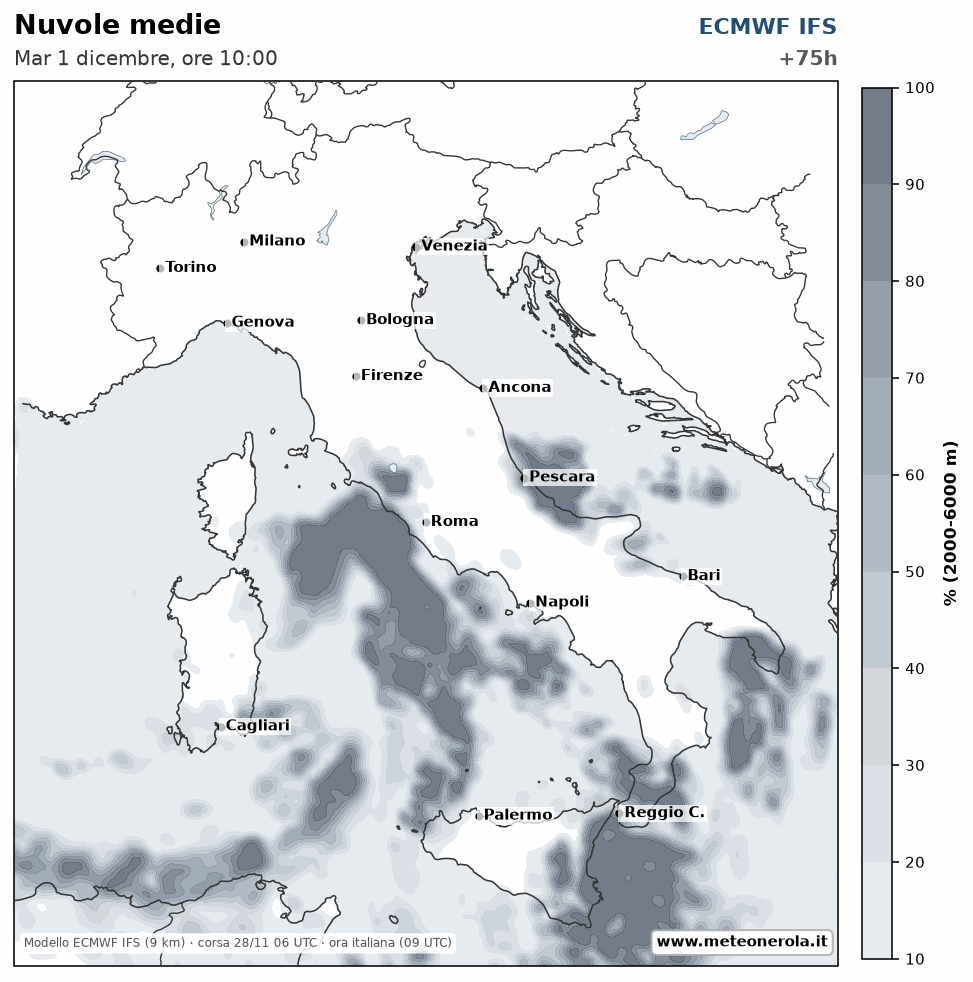 Nuvole medie
ECMWF IFS
Mar 1 dicembre, ore 10:00
+75h
Milano
Venezia
Torino
Genova
Bologna
Firenze
Ancona
Pescara
Roma
Bari
Napoli
Cagliari
Palermo
Reggio C.
100
90
80
70
60
50
40
30
20
10
% (2000-6000 m)
Modello ECMWF IFS (9 km) · corsa 28/11 06 UTC · ora italiana (09 UTC)
www.meteonerola.it